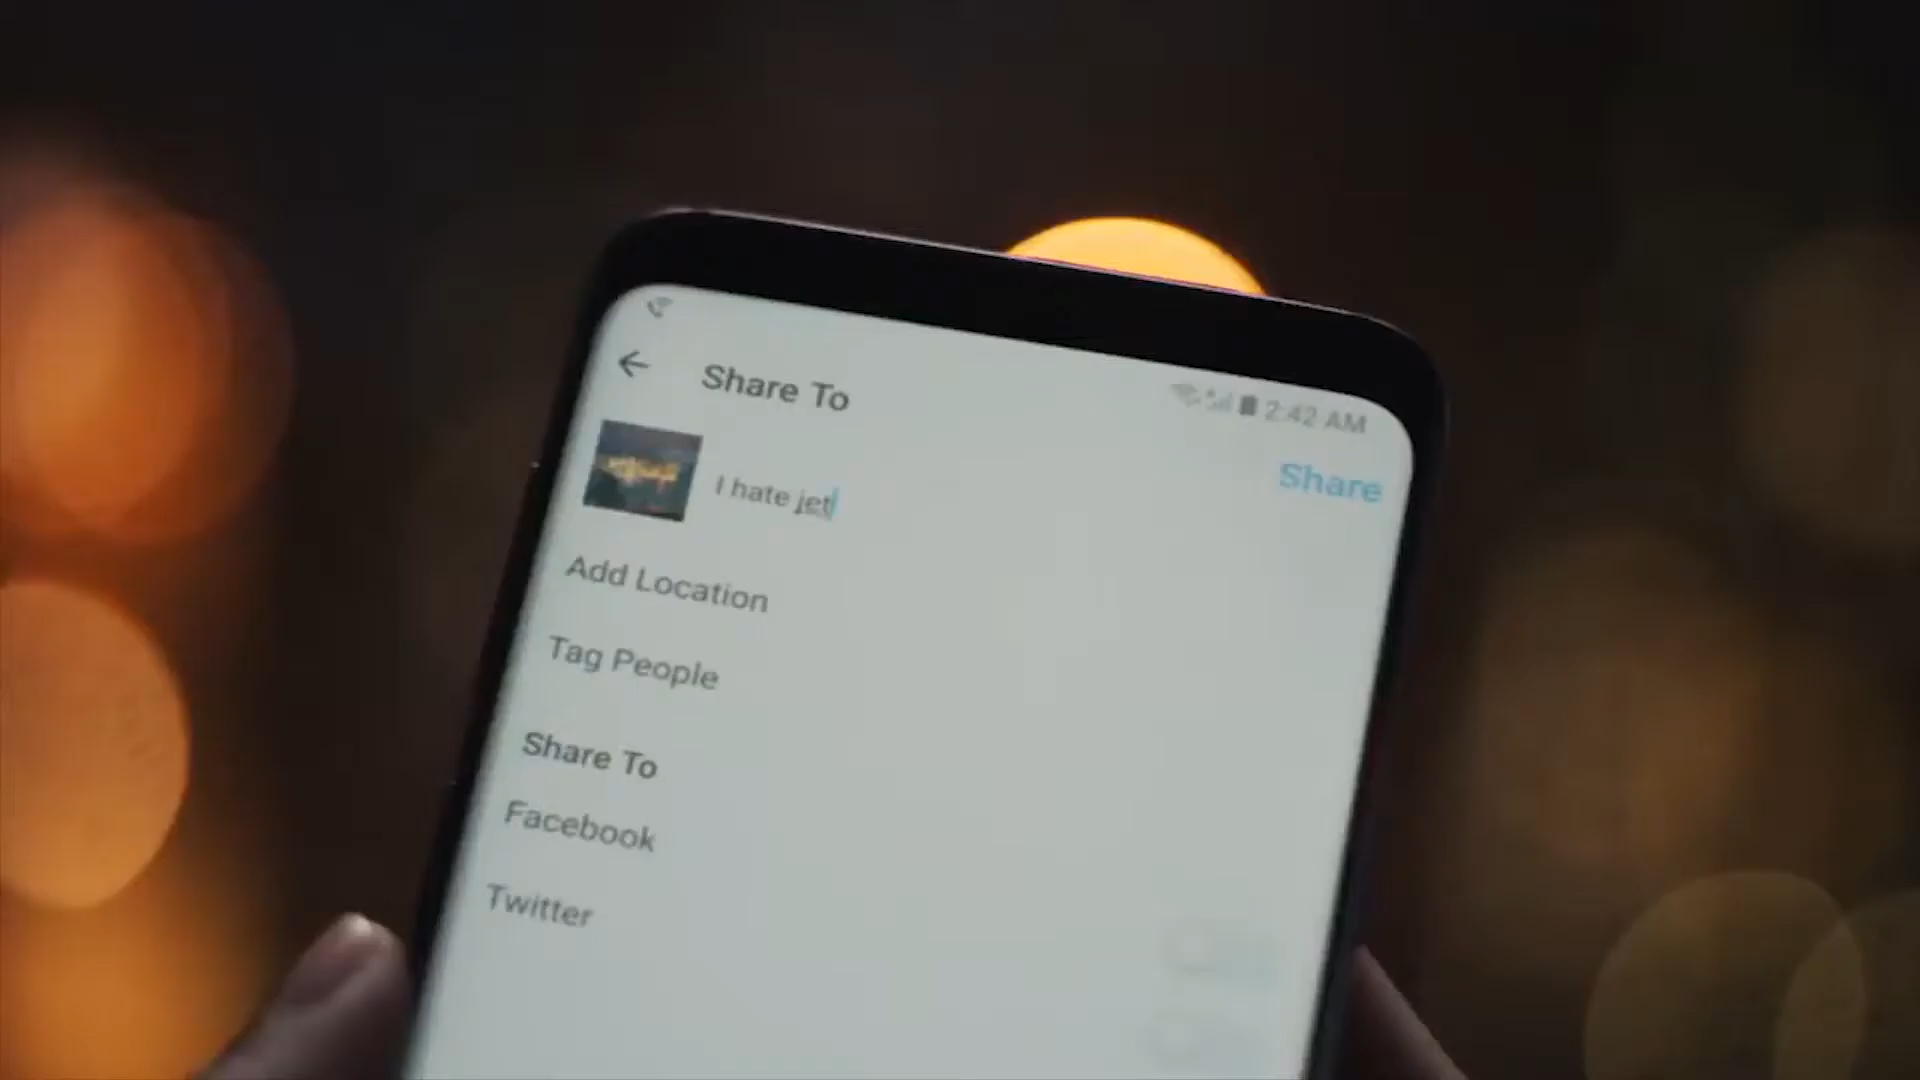 2:42 AM
Share To
Share
I hate jet
Add Location
Tag People
Share To
Facebook
Twitter